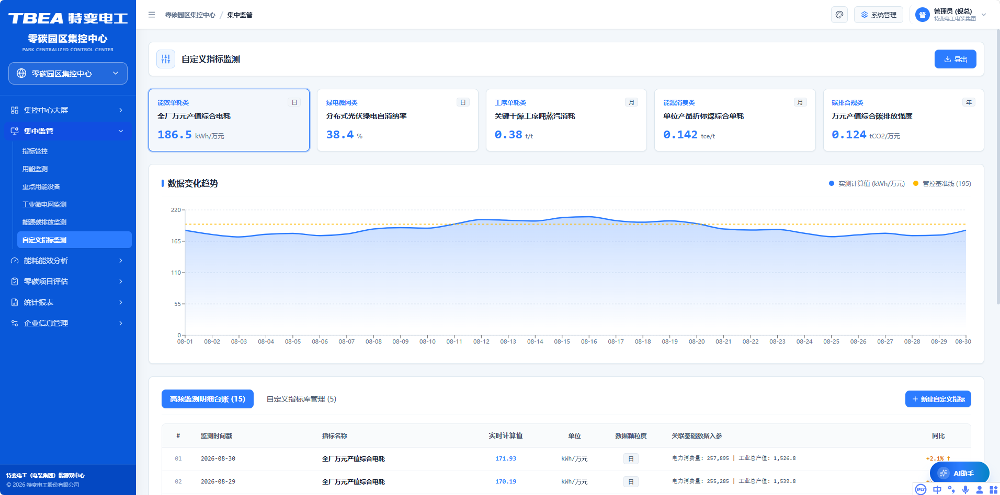 TBEA 特变电工
零碳园区集控中心
PARK CENTRALIZED CONTROL CENTER
零碳园区集控中心
集控中心大屏
集中监管
指标管控
用能监测
重点用能设备
工业微电网监测
能源碳排放监测
自定义指标监测
能耗能效分析
零碳项目评估
统计报表
企业信息管理
特变电工（电装集团）能源双中心
© 2026 特变电工股份有限公司
零碳园区集控中心 / 集中监管
系统管理
管
管理员 (倪总)
特变电工电装集团
自定义指标监测
导出
能效单耗类 日
全厂万元产值综合电耗
186.5 kWh/万元
绿电微网类 日
分布式光伏绿电自消纳率
38.4 %
工序单耗类 月
关键干燥工序吨蒸汽消耗
0.38 t/t
能源消费类 月
单位产品折标煤综合单耗
0.142 tce/t
碳排合规类 年
万元产值综合碳排放强度
0.124 tCO2/万元
数据变化趋势
实测计算值 (kWh/万元) 管控基准线 (195)
220
165
110
55
0
08-01 08-02 08-03 08-04 08-05 08-06 08-07 08-08 08-09 08-10 08-11 08-12 08-13 08-14 08-15 08-16 08-17 08-18 08-19 08-20 08-21 08-22 08-23 08-24 08-25 08-26 08-27 08-28 08-29 08-30
高频监测明细台账 (15) 自定义指标库管理 (5)
+ 新建自定义指标
# 监测时间戳 指标名称 实时计算值 单位 数据颗粒度 关联基础数据入参 同比
01 2026-08-30 全厂万元产值综合电耗 171.93 kWh/万元 日 电力消费量: 257,895 | 工业总产值: 1,526.8 +2.1% ↑
02 2026-08-29 全厂万元产值综合电耗 170.19 kWh/万元 日 电力消费量: 255,285 | 工业总产值: 1,539.8
AI助手
iFLY 中